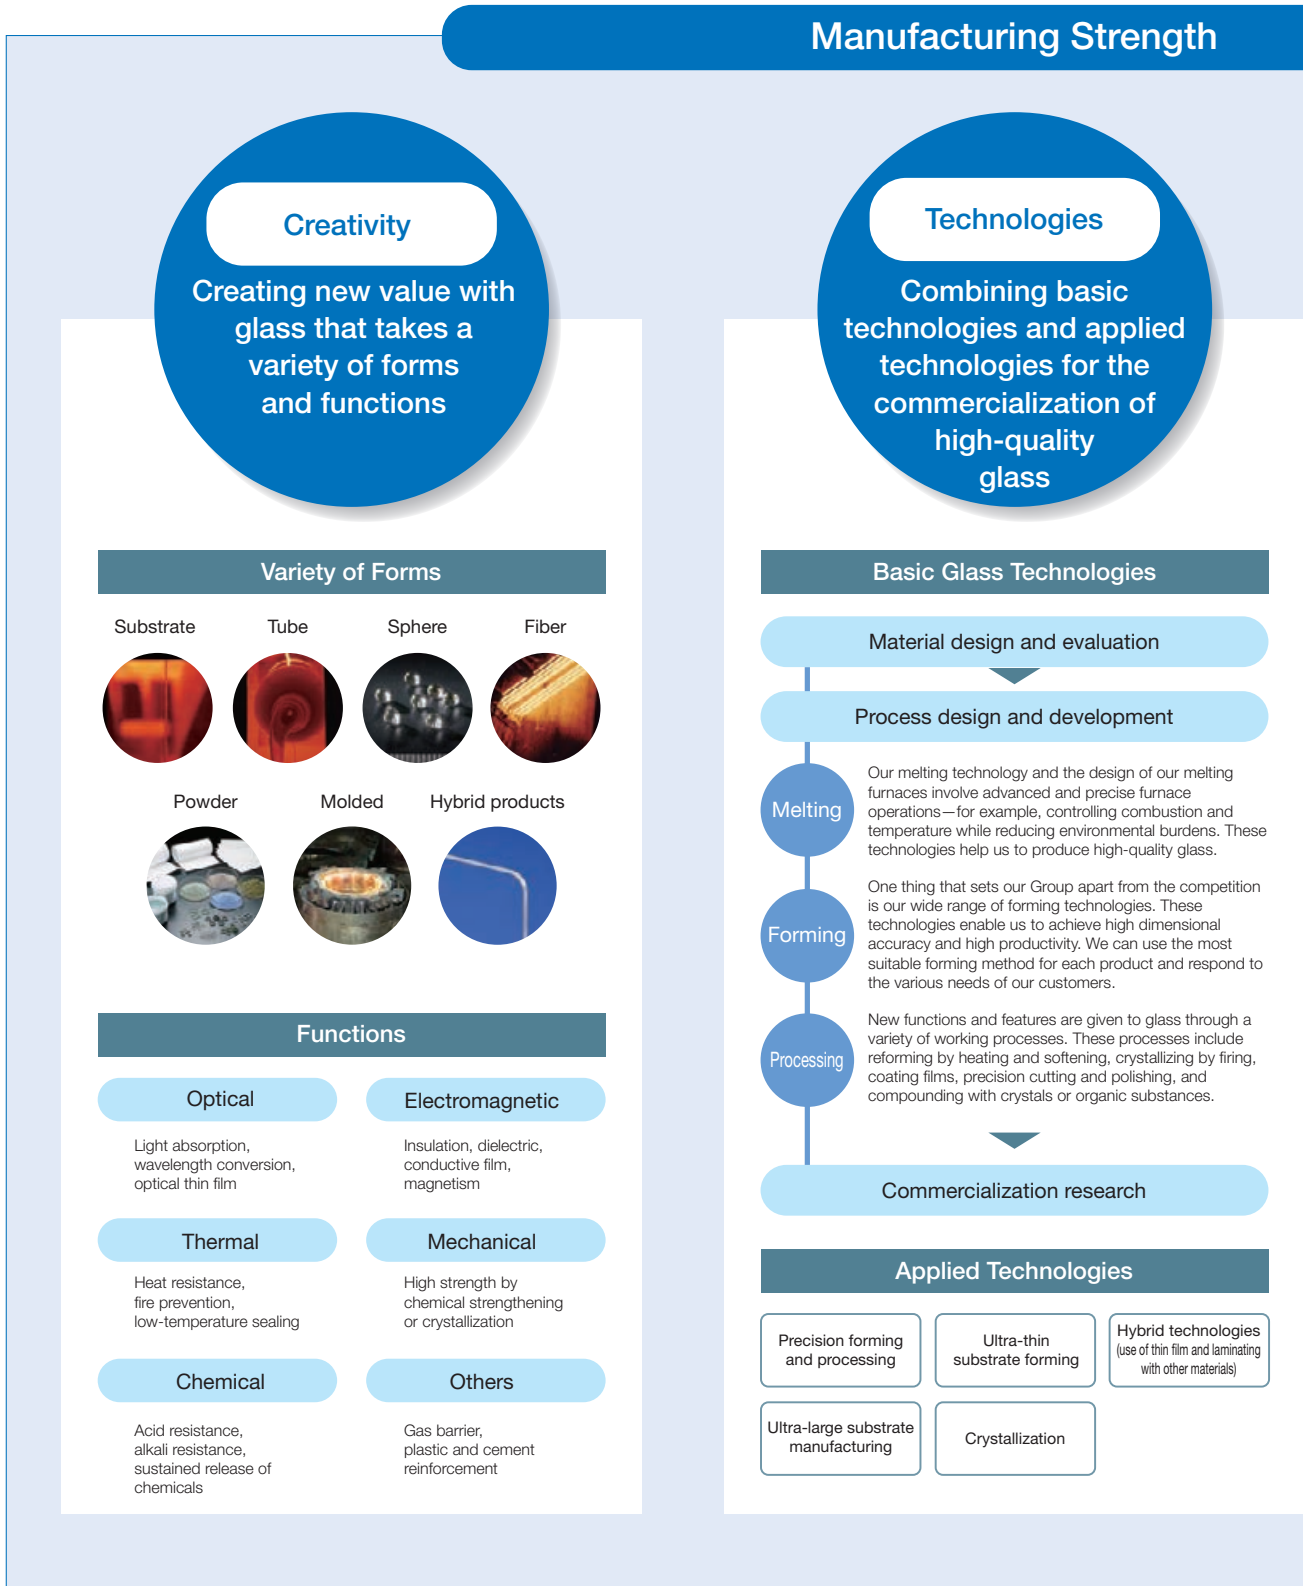 Manufacturing Strength
Creativity
Creating new value with
glass that takes a
variety of forms
and functions
Variety of Forms
Substrate
Tube
Sphere
Fiber
Powder
Molded
Hybrid products
Functions
Optical
Light absorption,
wavelength conversion,
optical thin film
Electromagnetic
Insulation, dielectric,
conductive film,
magnetism
Thermal
Heat resistance,
fire prevention,
low-temperature sealing
Mechanical
High strength by
chemical strengthening
or crystallization
Chemical
Acid resistance,
alkali resistance,
sustained release of
chemicals
Others
Gas barrier,
plastic and cement
reinforcement
Technologies
Combining basic
technologies and applied
technologies for the
commercialization of
high-quality
glass
Basic Glass Technologies
Material design and evaluation
Process design and development
Melting
Our melting technology and the design of our melting
furnaces involve advanced and precise furnace
operations—for example, controlling combustion and
temperature while reducing environmental burdens. These
technologies help us to produce high-quality glass.
Forming
One thing that sets our Group apart from the competition
is our wide range of forming technologies. These
technologies enable us to achieve high dimensional
accuracy and high productivity. We can use the most
suitable forming method for each product and respond to
the various needs of our customers.
Processing
New functions and features are given to glass through a
variety of working processes. These processes include
reforming by heating and softening, crystallizing by firing,
coating films, precision cutting and polishing, and
compounding with crystals or organic substances.
Commercialization research
Applied Technologies
Precision forming
and processing
Ultra-thin
substrate forming
Hybrid technologies
(use of thin film and laminating
with other materials)
Ultra-large substrate
manufacturing
Crystallization